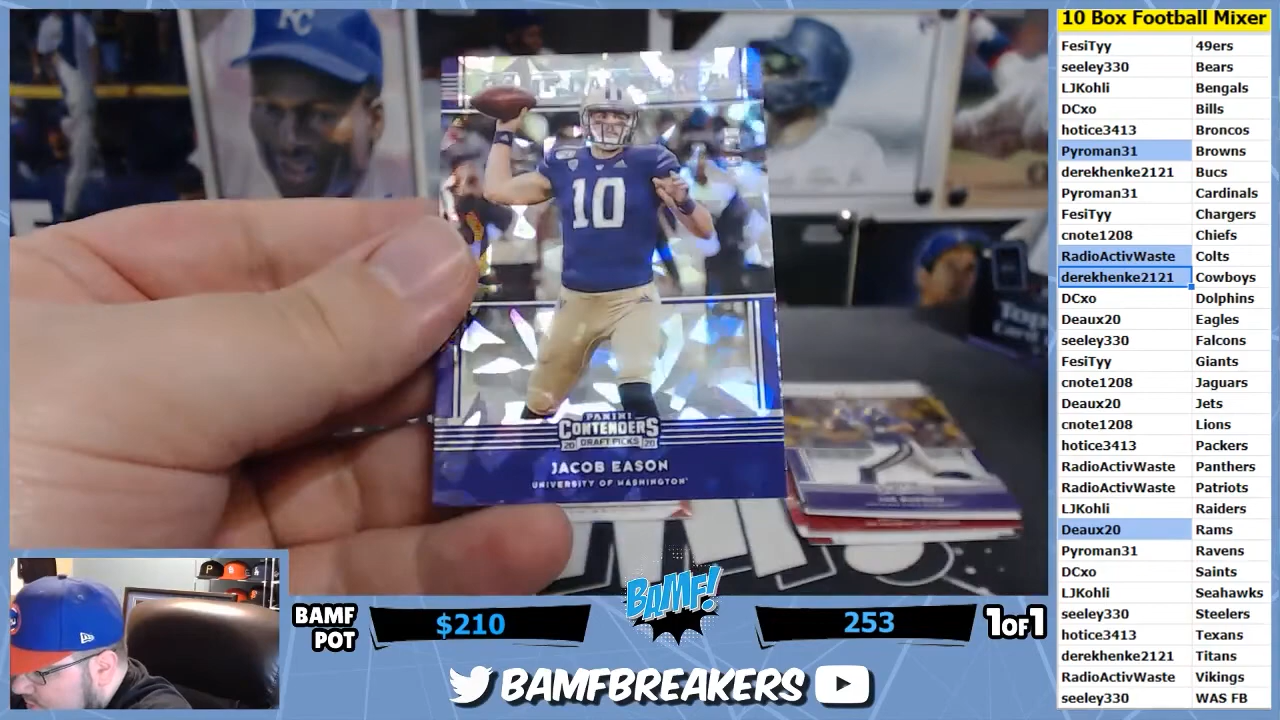 10 Box Football Mixer
FesiTyy 49ers
seeley330 Bears
LJKohli Bengals
DCxo Bills
hotice3413 Broncos
Pyroman31 Browns
derekhenke2121 Bucs
Pyroman31 Cardinals
FesiTyy Chargers
cnote1208 Chiefs
RadioActivWaste Colts
derekhenke2121 Cowboys
DCxo Dolphins
Deaux20 Eagles
seeley330 Falcons
FesiTyy Giants
cnote1208 Jaguars
Deaux20 Jets
cnote1208 Lions
hotice3413 Packers
RadioActivWaste Panthers
RadioActivWaste Patriots
LJKohli Raiders
Deaux20 Rams
Pyroman31 Ravens
DCxo Saints
LJKohli Seahawks
seeley330 Steelers
hotice3413 Texans
derekhenke2121 Titans
RadioActivWaste Vikings
seeley330 WAS FB
KC
10
PANINI
CONTENDERS
20 DRAFT PICKS 20
JACOB EASON
UNIVERSITY OF WASHINGTON
Topps
BAMF!
BAMF
POT
$210
253
1OF1
BAMFBREAKERS